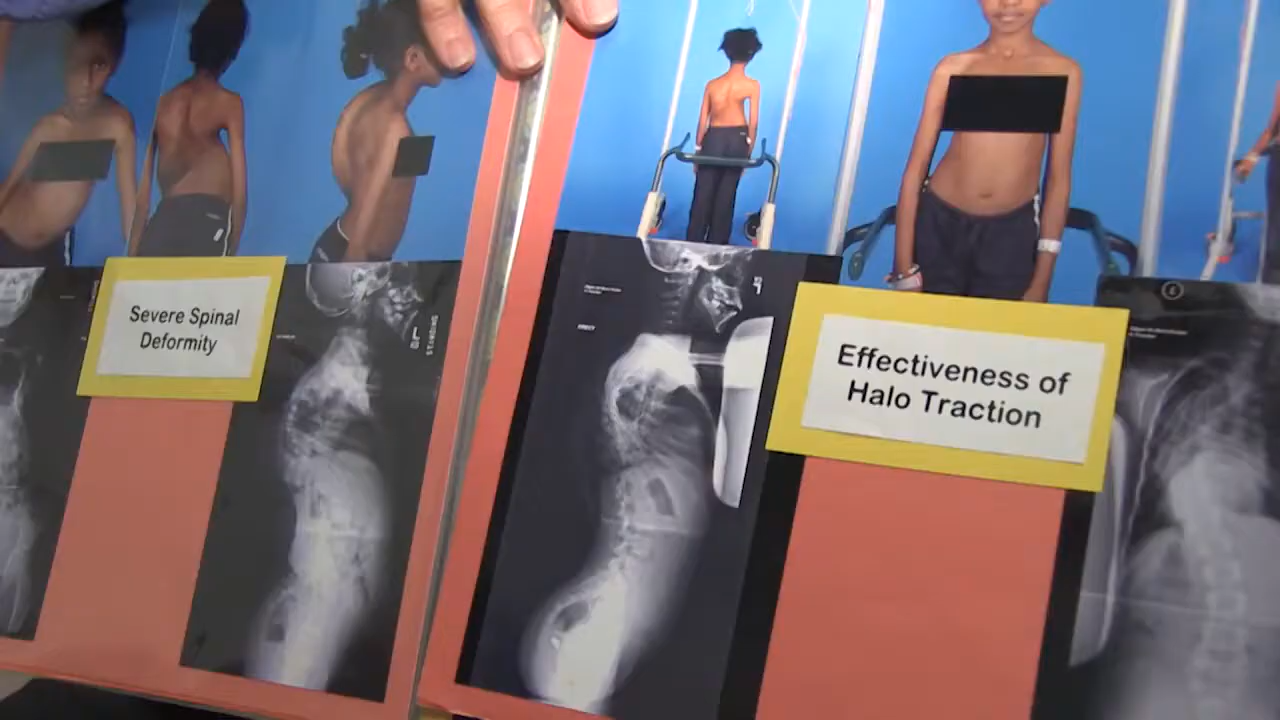 Severe Spinal
Deformity
Effectiveness of
Halo Traction